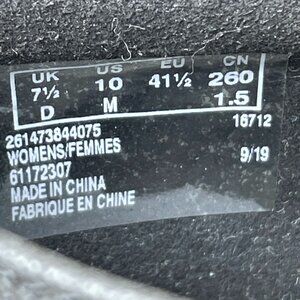 UK US EU CN
7½ 10 41½ 260
D M 1.5
261473844075 16712
WOMENS/FEMMES
61172307 9/19
MADE IN CHINA
FABRIQUE EN CHINE